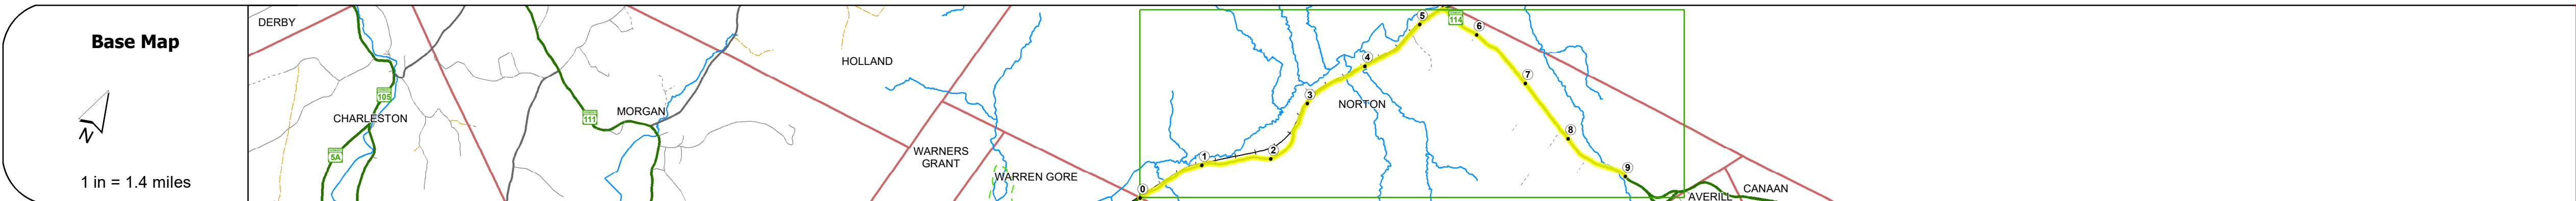 Base Map
N
1 in = 1.4 miles
DERBY
105
CHARLESTON
5A
111
MORGAN
HOLLAND
WARNERS
GRANT
WARREN GORE
0
1
2
3
4
5
114
6
7
8
9
NORTON
AVERILL
CANAAN